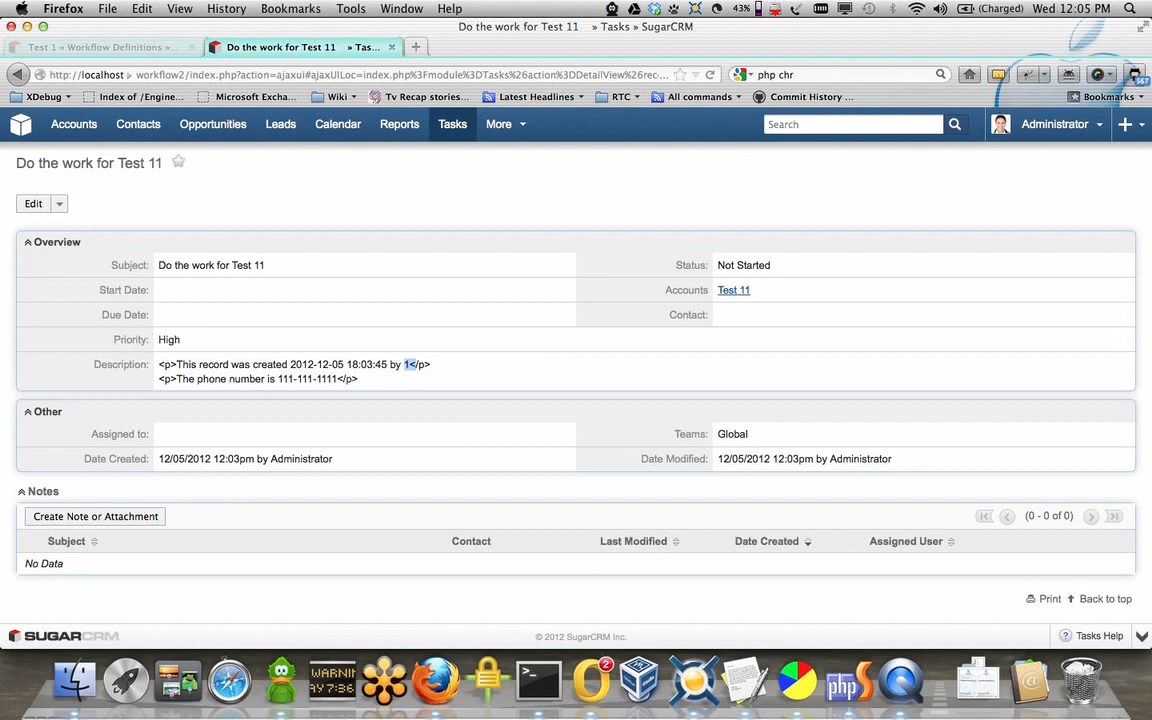 Firefox File Edit View History Bookmarks Tools Window Help 43% (Charged) Wed 12:05 PM
Do the work for Test 11 » Tasks » SugarCRM
Test 1 » Workflow Definitions »... Do the work for Test 11 » Tas...
http://localhost ▸ workflow2/index.php?action=ajaxui#ajaxUILoc=index.php%3Fmodule%3DTasks%26action%3DDetailView%26rec... php chr
567
XDebug Index of /Engine... Microsoft Excha... Wiki Tv Recap stories... Latest Headlines RTC All commands Commit History ... Bookmarks
Accounts Contacts Opportunities Leads Calendar Reports Tasks More Search Administrator
Do the work for Test 11
Edit
Overview
Subject: Do the work for Test 11 Status: Not Started
Start Date: Accounts Test 11
Due Date: Contact:
Priority: High
Description: <p>This record was created 2012-12-05 18:03:45 by 1</p>
<p>The phone number is 111-111-1111</p>
Other
Assigned to: Teams: Global
Date Created: 12/05/2012 12:03pm by Administrator Date Modified: 12/05/2012 12:03pm by Administrator
Notes
Create Note or Attachment (0 - 0 of 0)
Subject Contact Last Modified Date Created Assigned User
No Data
Print Back to top
SUGARCRM © 2012 SugarCRM Inc. ? Tasks Help
WARNIN
AY 7:36
2
php